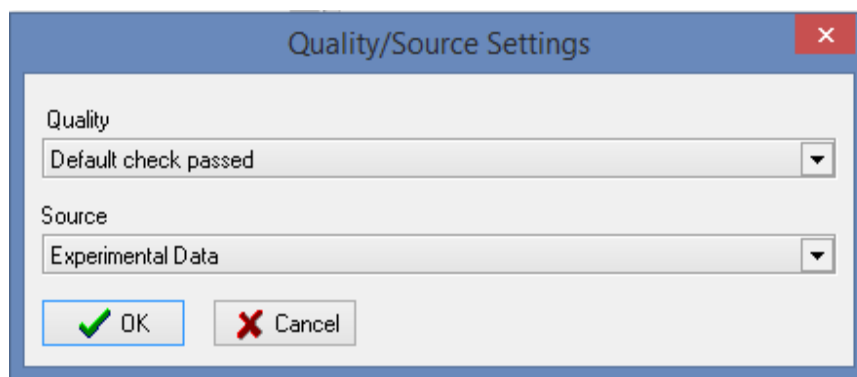 Quality/Source Settings
Quality
Default check passed
Source
Experimental Data
OK Cancel